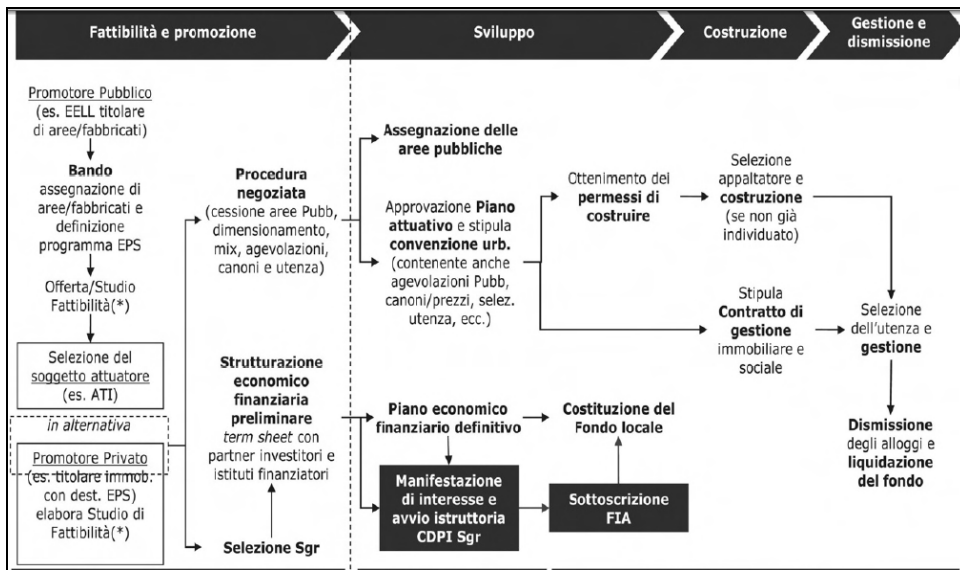 Fattibilità e promozione
Sviluppo
Costruzione
Gestione e
dismissione
Promotore Pubblico
(es. EELL titolare
di aree/fabbricati)
Bando
assegnazione di
aree/fabbricati e
definizione
programma EPS
Offerta/Studio
Fattibilità(*)
Selezione del
soggetto attuatore
(es. ATI)
in alternativa
Promotore Privato
(es. titolare immob.
con dest. EPS)
elabora Studio di
Fattibilità(*)
Procedura
negoziata
(cessione aree Pubb,
dimensionamento,
mix, agevolazioni,
canoni e utenza)
Strutturazione
economico
finanziaria
preliminare
term sheet con
partner investitori e
istituti finanziatori
Selezione Sgr
Assegnazione delle
aree pubbliche
Approvazione Piano
attuativo e stipula
convenzione urb.
(contenente anche
agevolazioni Pubb,
canoni/prezzi, selez.
utenza, ecc.)
Piano economico
finanziario definitivo
Manifestazione
di interesse e
avvio istruttoria
CDPI Sgr
Ottenimento dei
permessi di
costruire
Costituzione del
Fondo locale
Sottoscrizione
FIA
Selezione
appaltatore e
costruzione
(se non già
individuato)
Stipula
Contratto di
gestione
immobiliare e
sociale
Selezione
dell'utenza e
gestione
Dismissione
degli alloggi e
liquidazione
del fondo